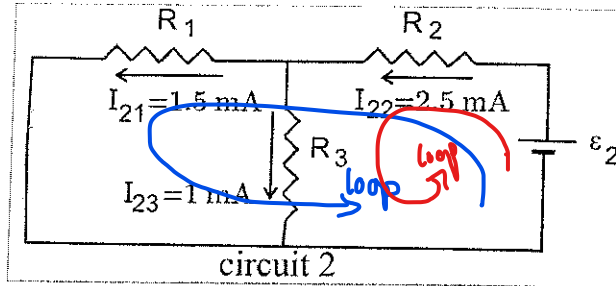 R1 R2
I21=1.5 mA I22=2.5 mA
R3 ε2
loop
I23=1 mA loop
circuit 2